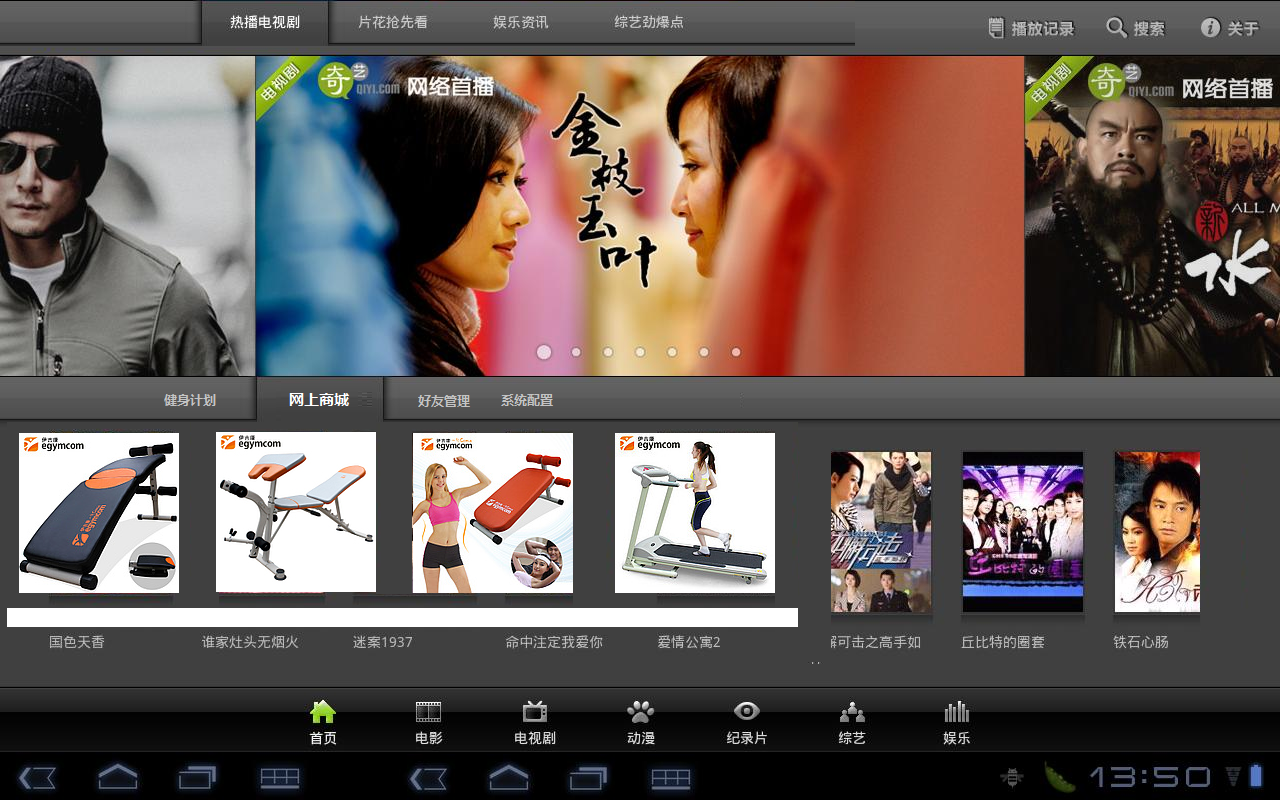 热播电视剧 片花抢先看 娱乐资讯 综艺劲爆点 播放记录 搜索 关于
电视剧 奇艺 QIYI.com 网络首播
金枝玉叶
电视剧 奇艺 QIYI.com 网络首播
新 ALL M
水
健身计划 网上商城 好友管理 系统配置
伊吉康 egymcom
伊吉康 egymcom
伊吉康 egymcom
伊吉康 egymcom
国色天香 谁家灶头无烟火 迷案1937 命中注定我爱你 爱情公寓2 解可击之高手如 丘比特的圈套 铁石心肠
..
首页 电影 电视剧 动漫 纪录片 综艺 娱乐
13:50